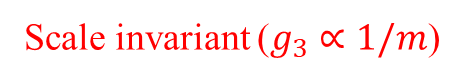 Scale invariant (g₃ ∝ 1/m)